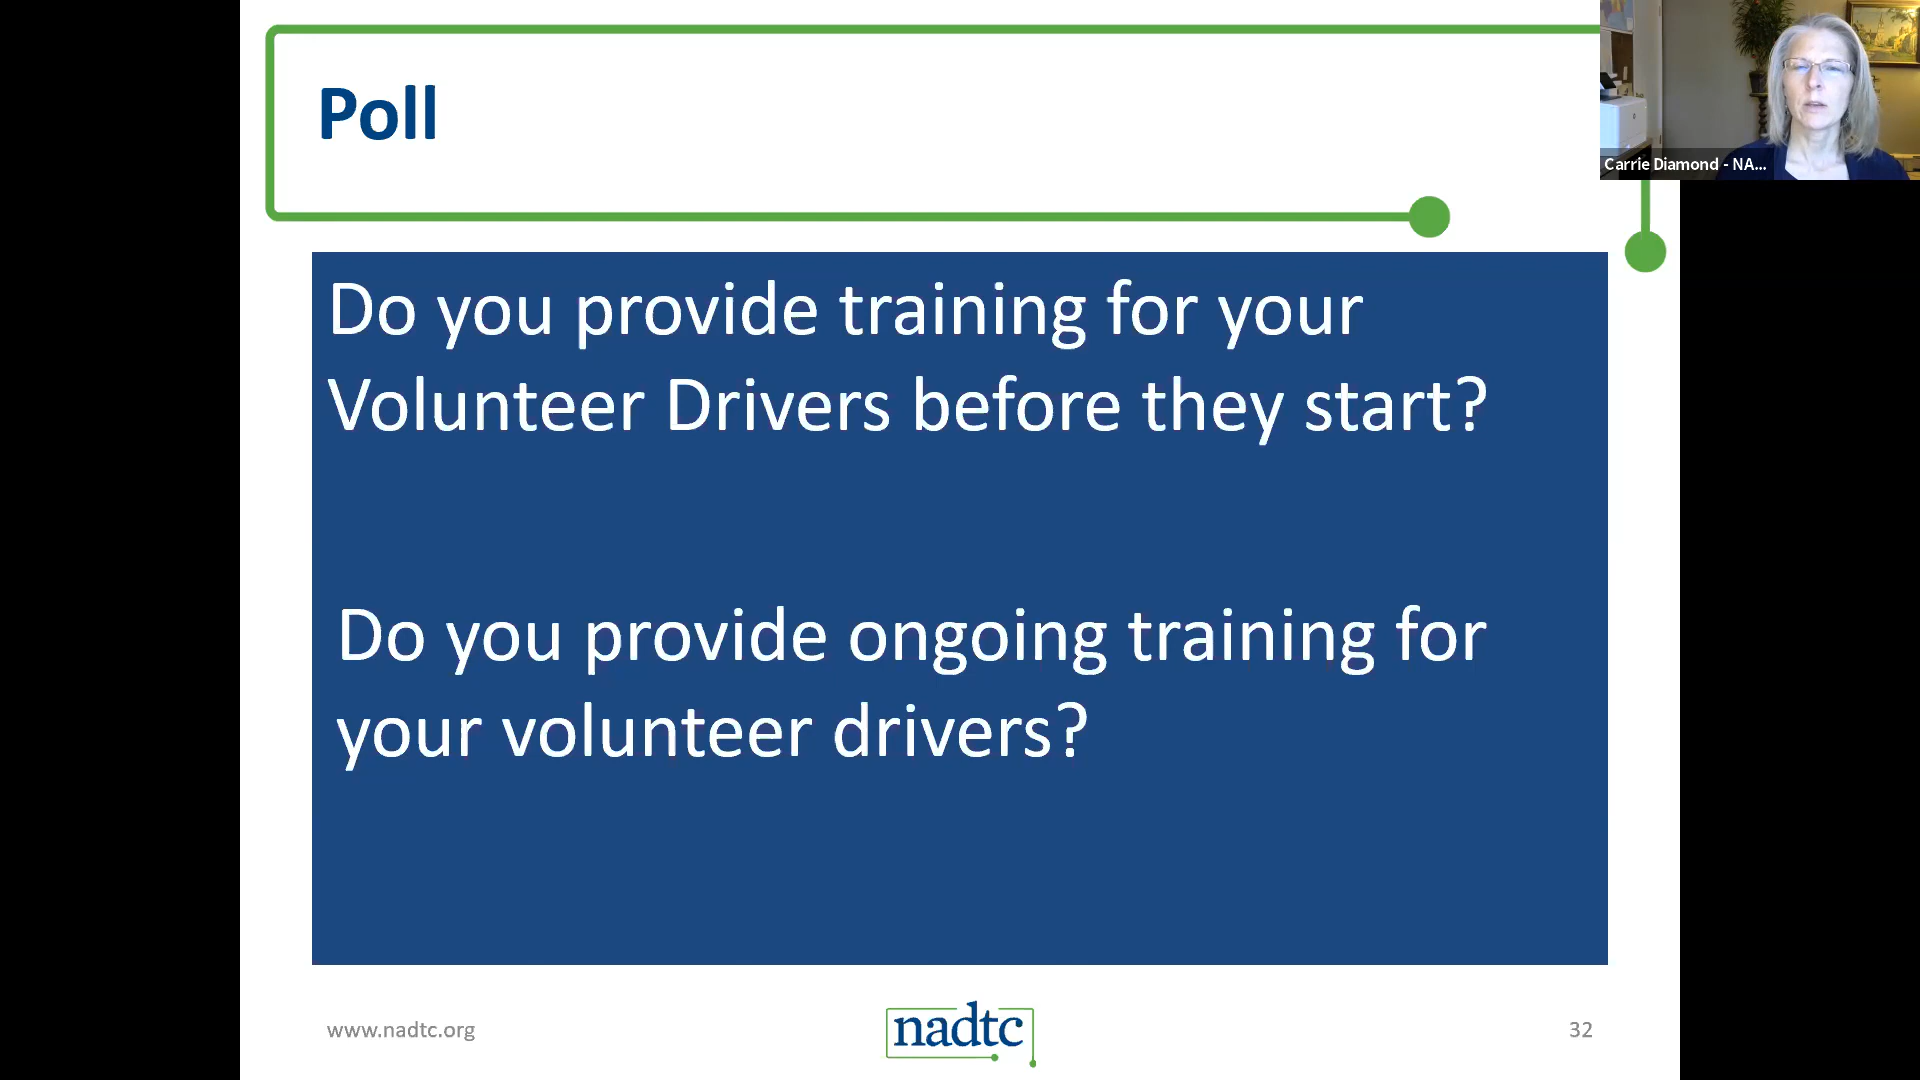 Poll
Carrie Diamond - NA...
Do you provide training for your
Volunteer Drivers before they start?
Do you provide ongoing training for
your volunteer drivers?
www.nadtc.org
nadtc
32